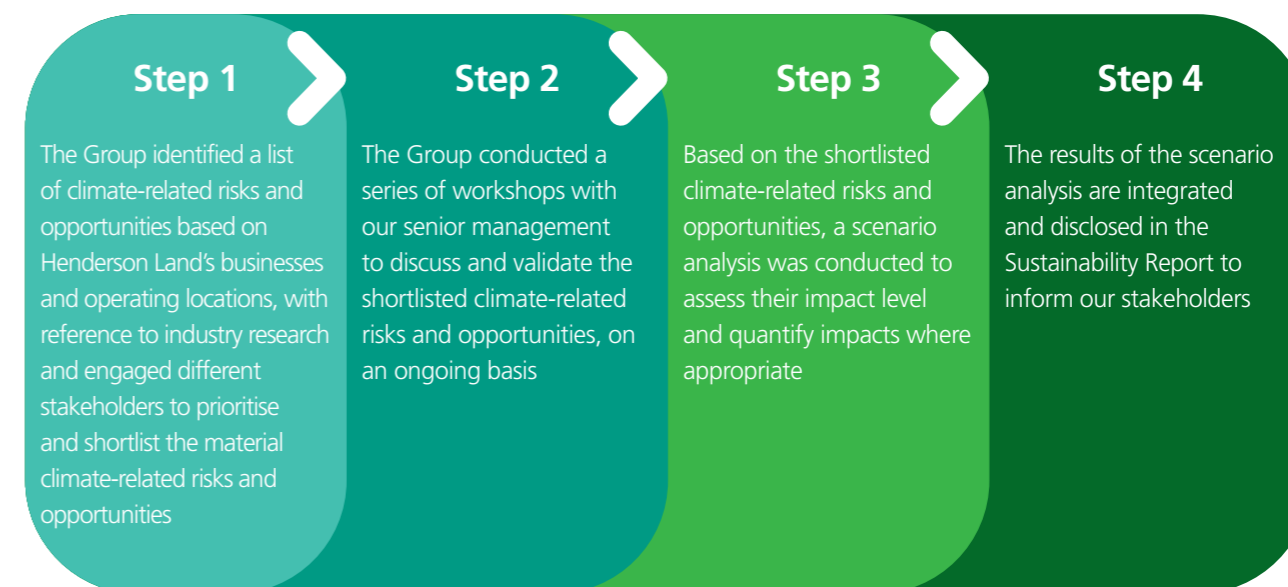 Step 1
The Group identified a list
of climate-related risks and
opportunities based on
Henderson Land’s businesses
and operating locations, with
reference to industry research
and engaged different
stakeholders to prioritise
and shortlist the material
climate-related risks and
opportunities
Step 2
The Group conducted a
series of workshops with
our senior management
to discuss and validate the
shortlisted climate-related
risks and opportunities, on
an ongoing basis
Step 3
Based on the shortlisted
climate-related risks and
opportunities, a scenario
analysis was conducted to
assess their impact level
and quantify impacts where
appropriate
Step 4
The results of the scenario
analysis are integrated
and disclosed in the
Sustainability Report to
inform our stakeholders